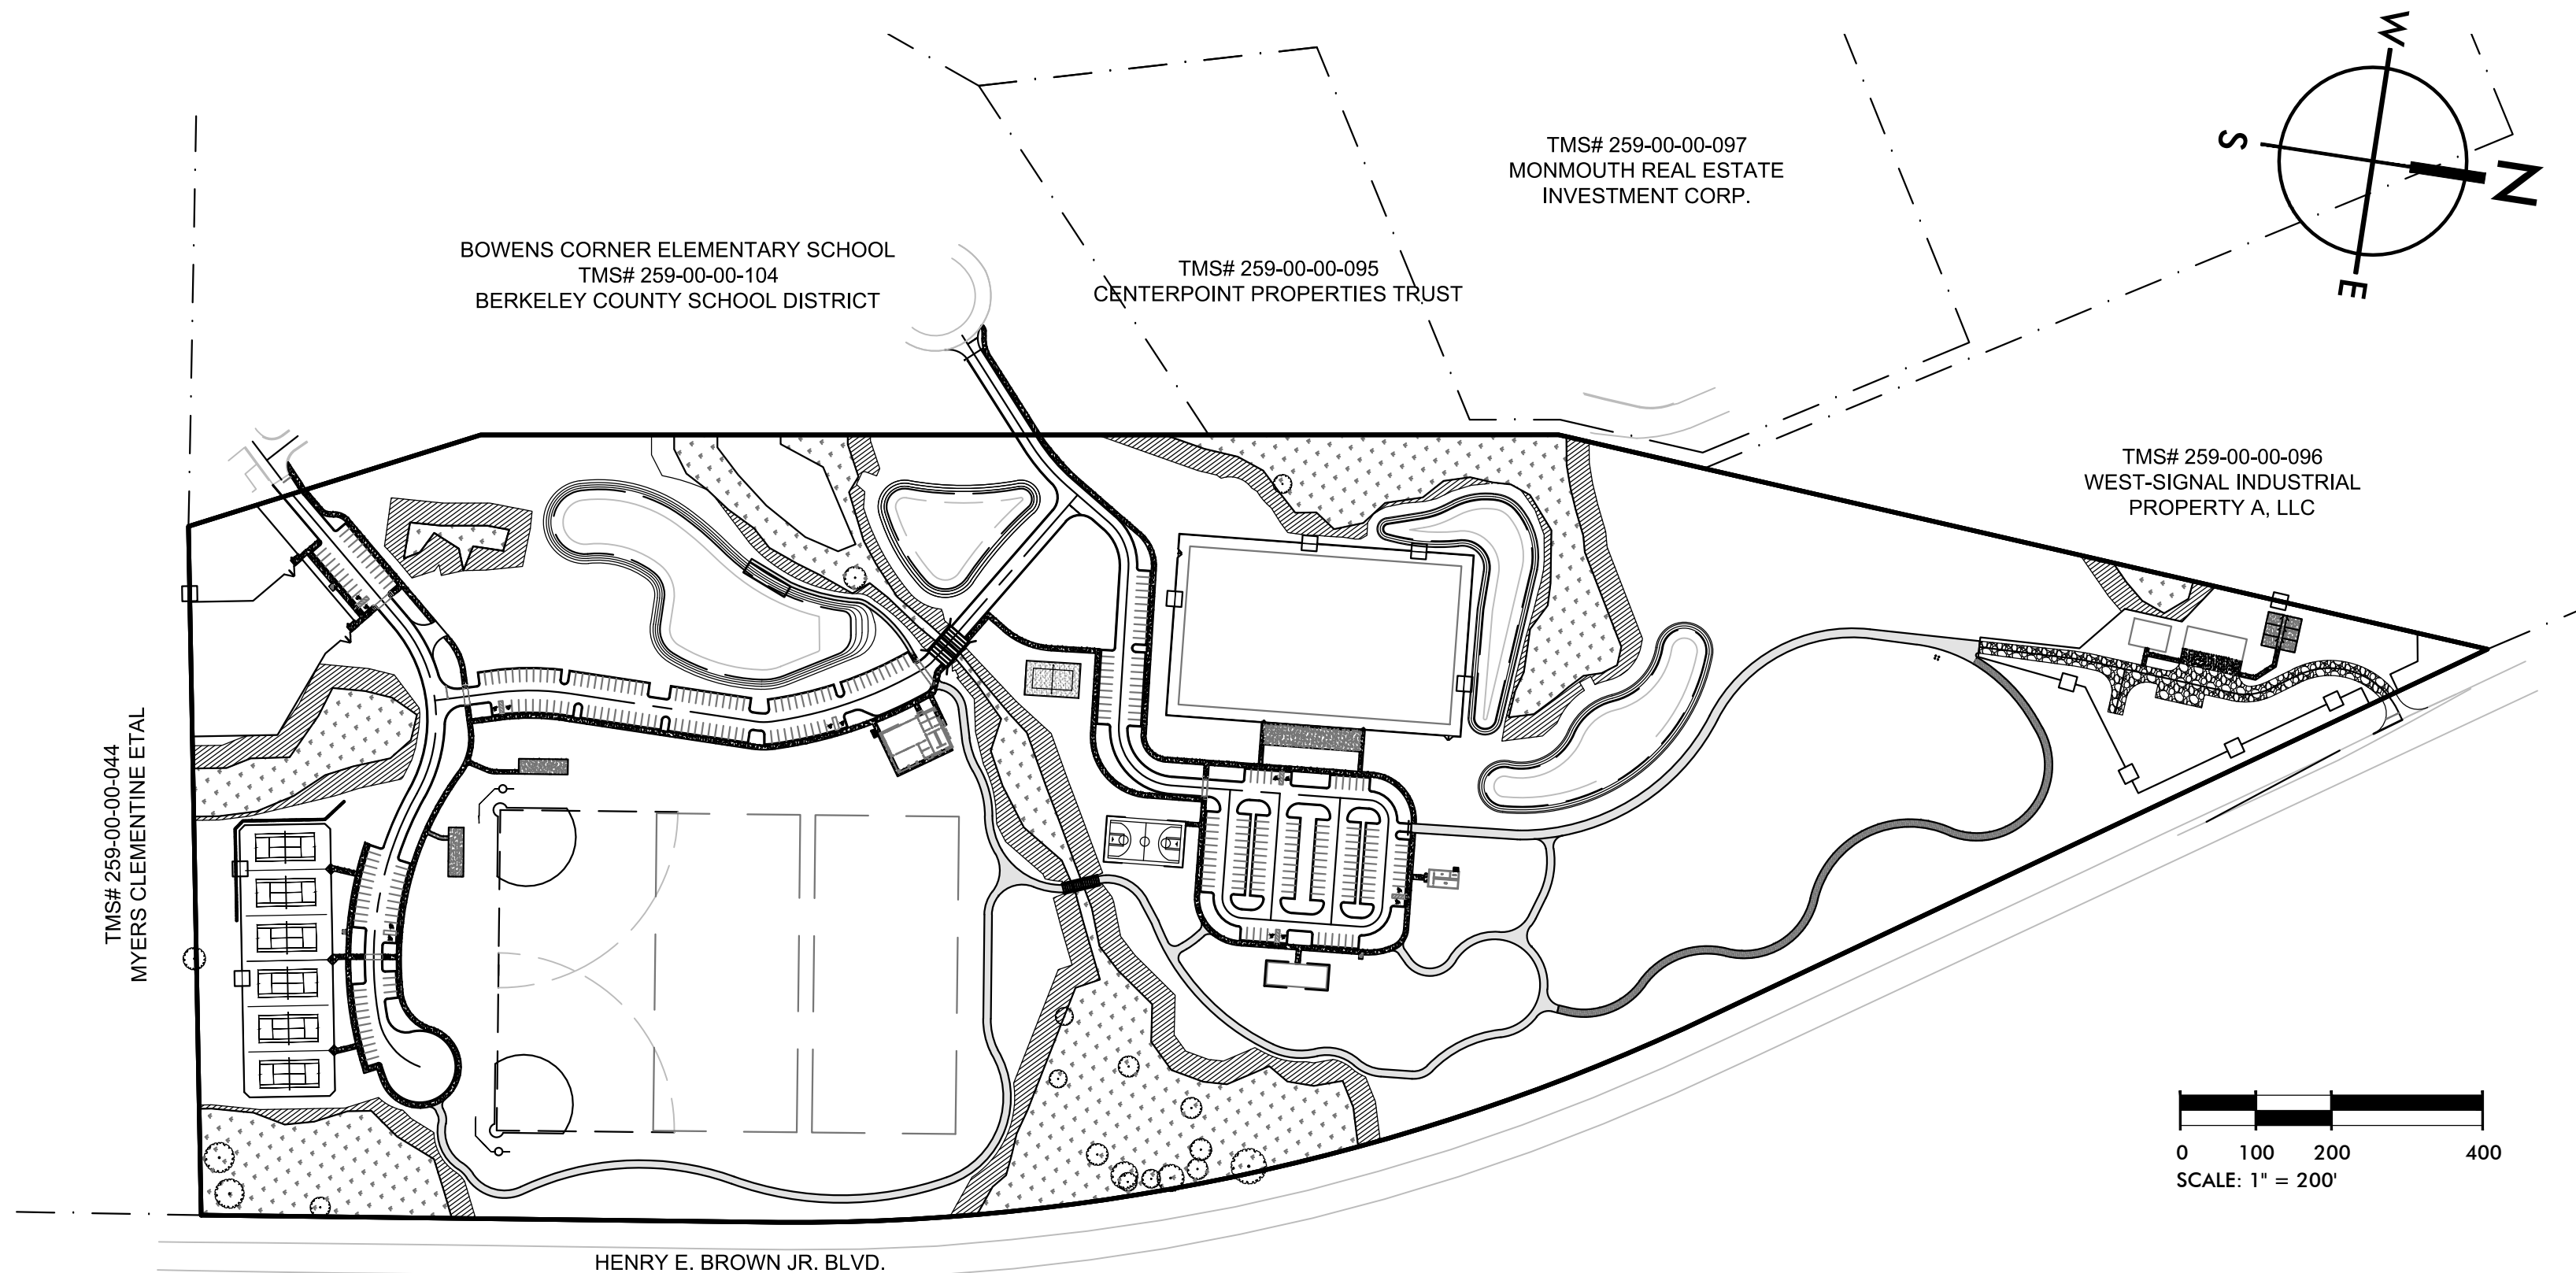 W
S
N
E
TMS# 259-00-00-097
MONMOUTH REAL ESTATE
INVESTMENT CORP.
BOWENS CORNER ELEMENTARY SCHOOL
TMS# 259-00-00-104
BERKELEY COUNTY SCHOOL DISTRICT
TMS# 259-00-00-095
CENTERPOINT PROPERTIES TRUST
TMS# 259-00-00-096
WEST-SIGNAL INDUSTRIAL
PROPERTY A, LLC
TMS# 259-00-00-044
MYERS CLEMENTINE ETAL
0 100 200 400
SCALE: 1" = 200'
HENRY E. BROWN JR. BLVD.